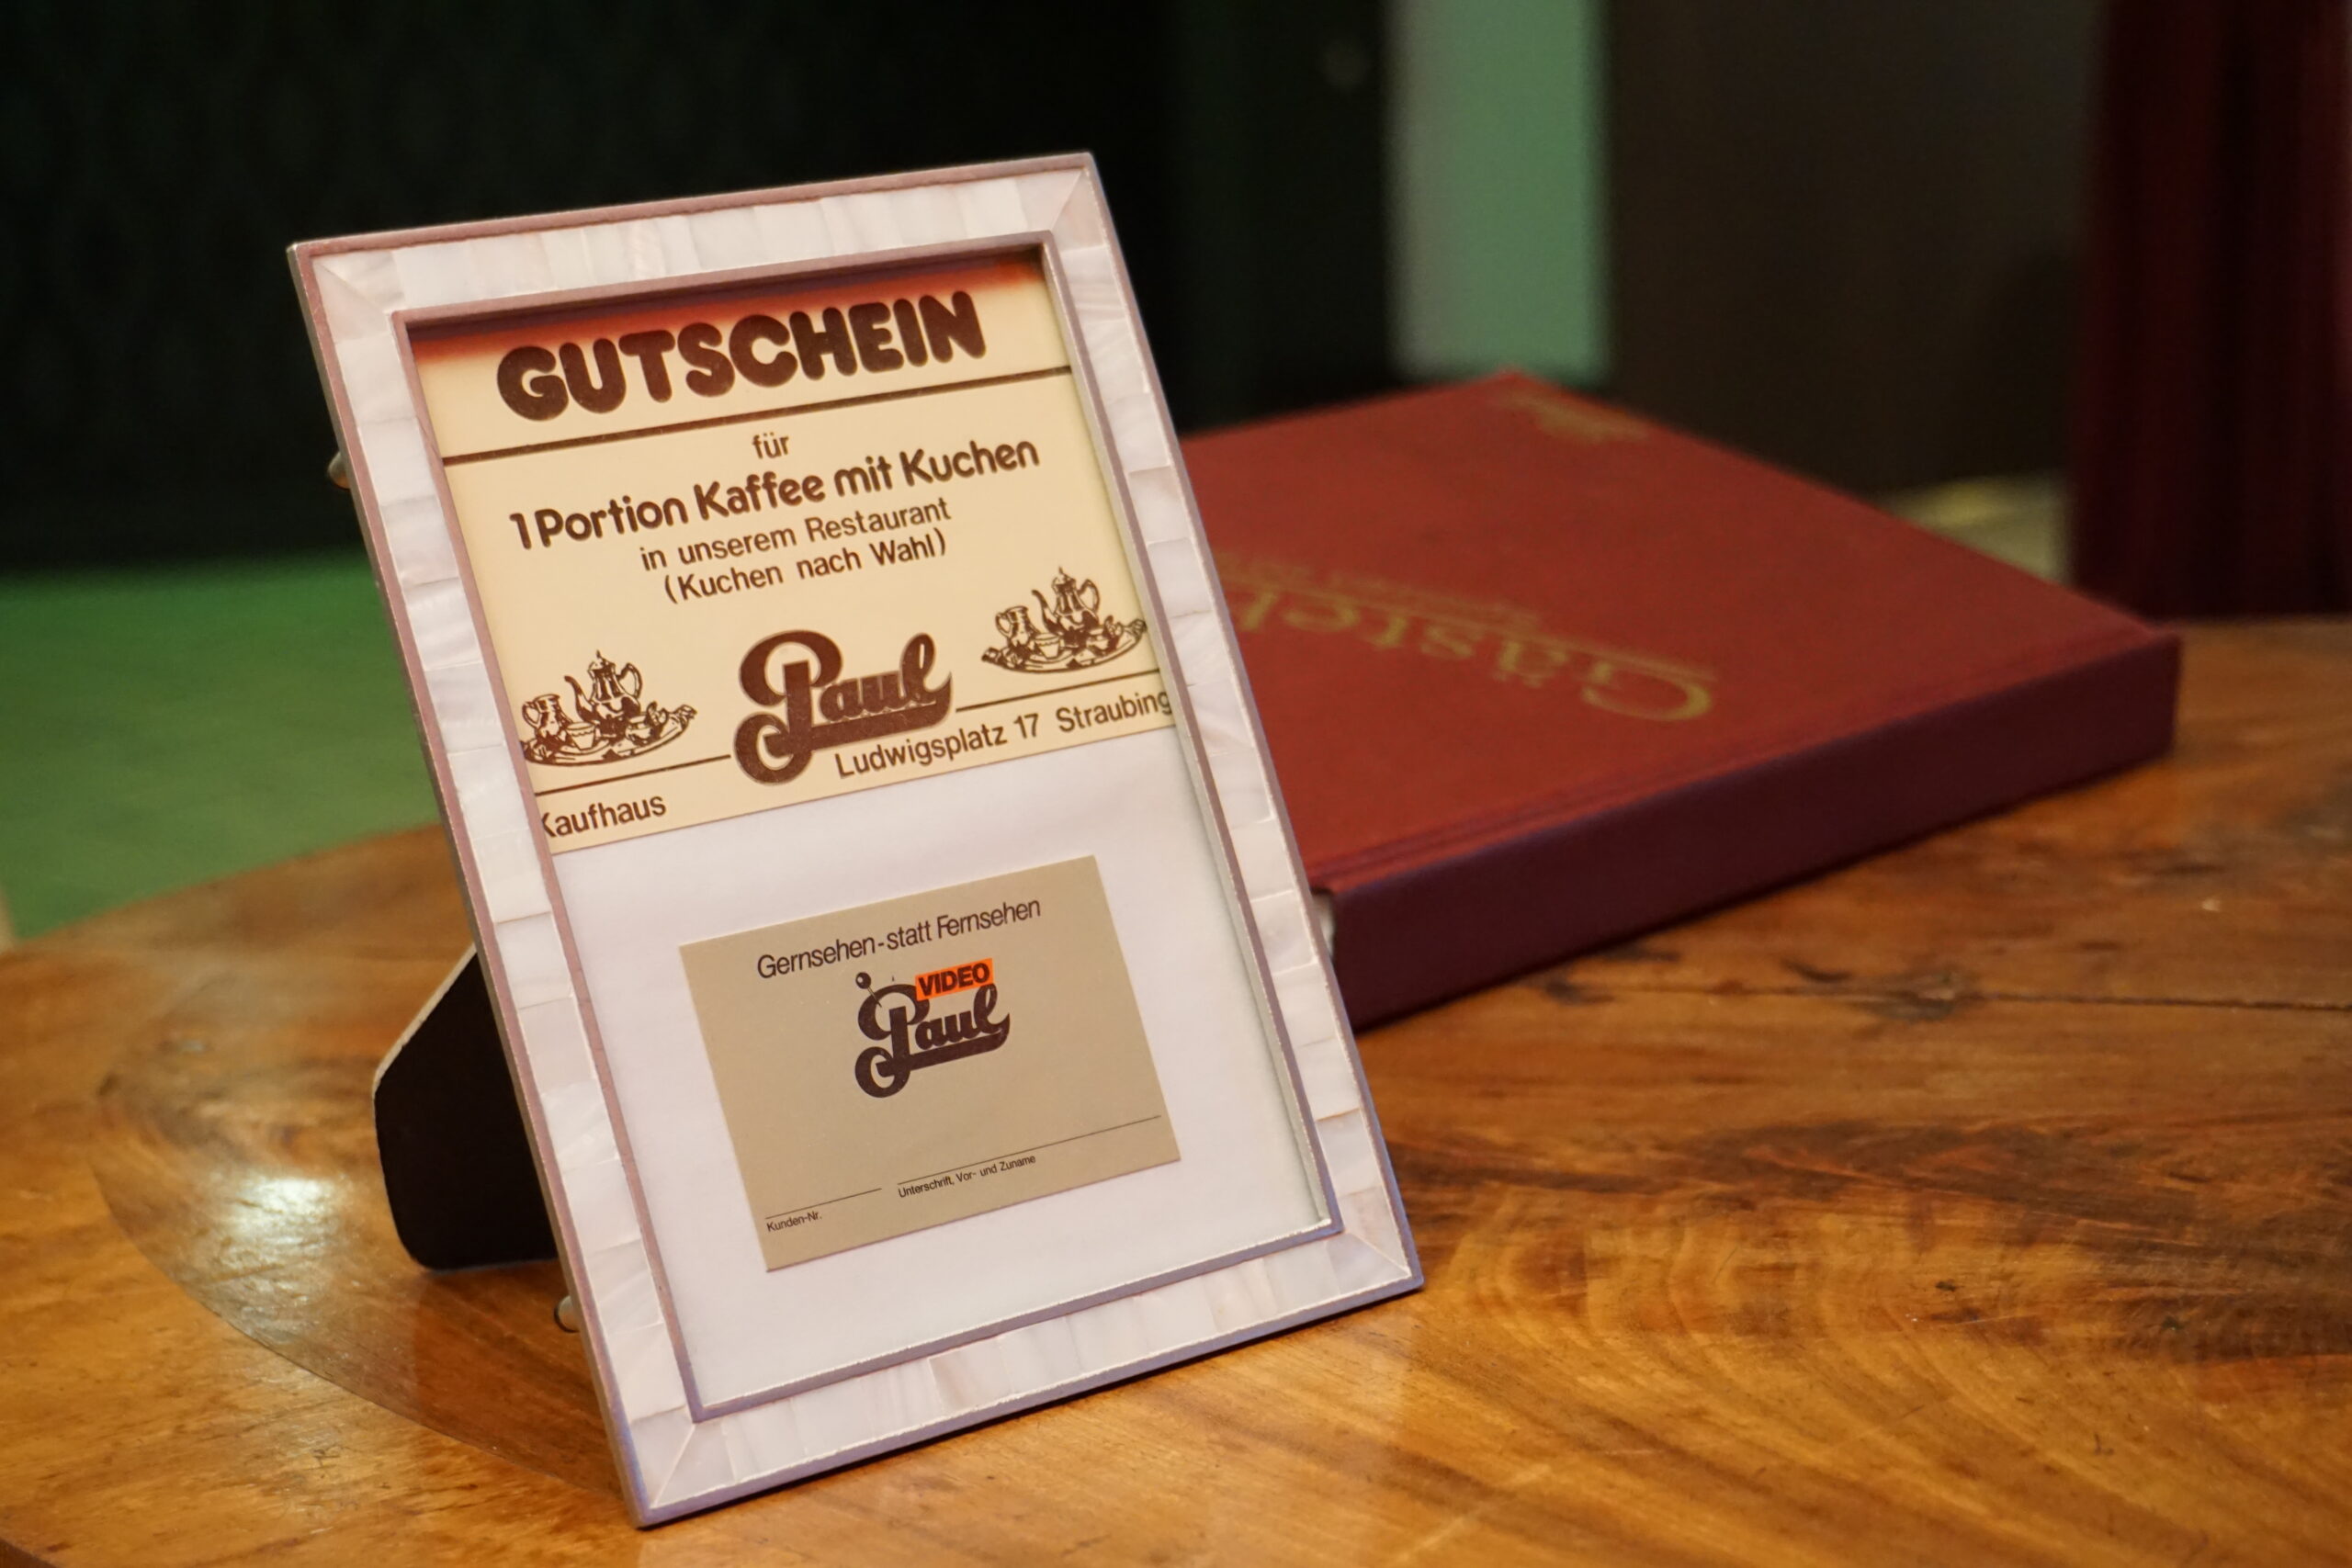 GUTSCHEIN
für
1 Portion Kaffee mit Kuchen
in unserem Restaurant
(Kuchen nach Wahl)
Paul
Kaufhaus
Ludwigsplatz 17 Straubing
Gernsehen-statt Fernsehen
VIDEO
Paul
Kunden-Nr.
Unterschrift, Vor- und Zuname